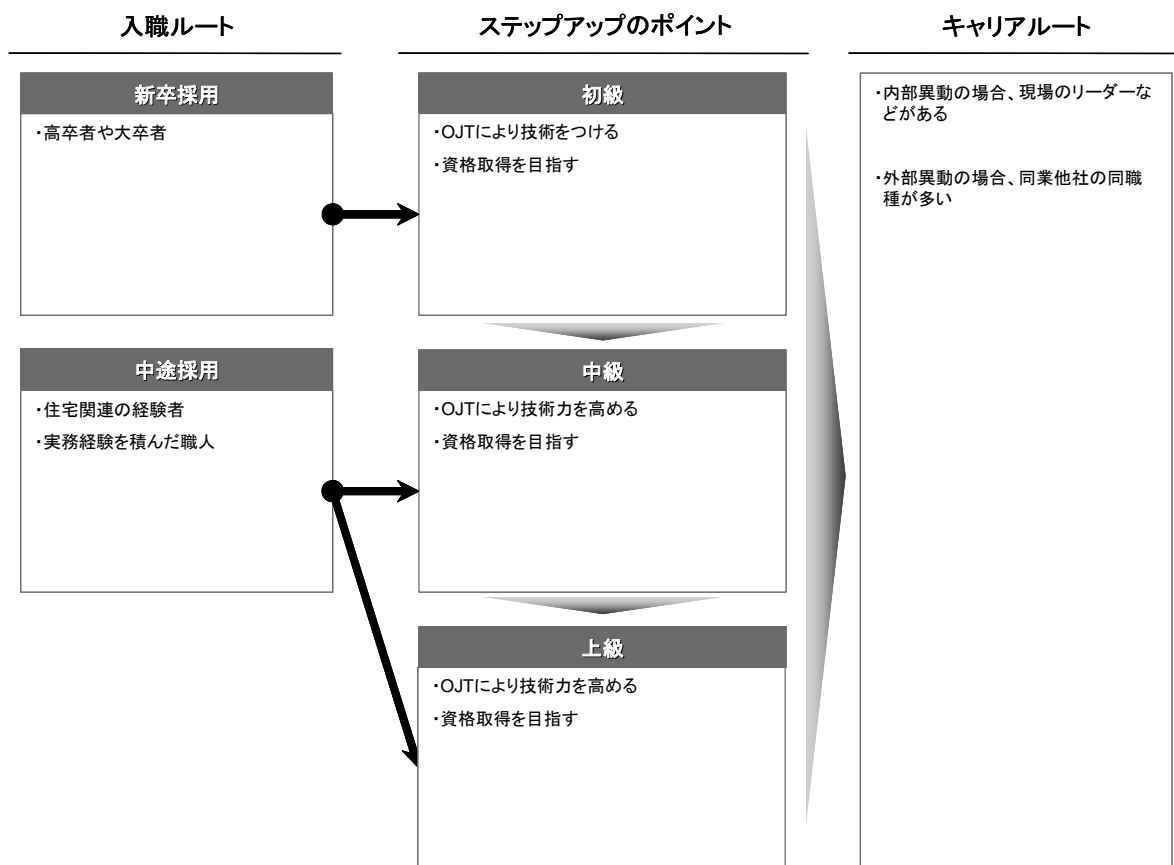 入職ルート
ステップアップのポイント
キャリアルート
新卒採用
・高卒者や大卒者
中途採用
・住宅関連の経験者
・実務経験を積んだ職人
初級
・OJTにより技術をつける
・資格取得を目指す
中級
・OJTにより技術力を高める
・資格取得を目指す
上級
・OJTにより技術力を高める
・資格取得を目指す
・内部異動の場合、現場のリーダーな
どがある
・外部異動の場合、同業他社の同職
種が多い